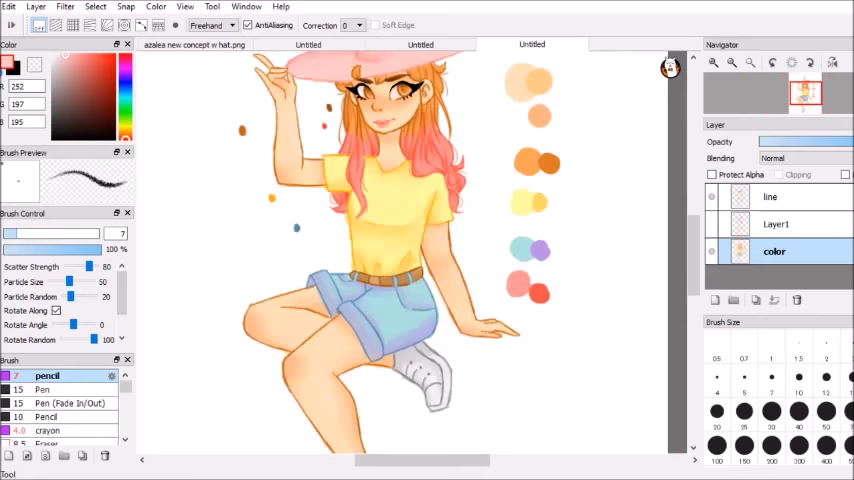 Edit Layer Filter Select Snap Color View Tool Window Help
Freehand AntiAliasing Correction 0 Soft Edge
azalea new concept w hat.png Untitled Untitled Untitled
Color
R 252
G 197
B 195
Brush Preview
Brush Control
7
100 %
Scatter Strength 80
Particle Size 50
Particle Random 20
Rotate Along
Rotate Angle 0
Rotate Random 100
Brush
7 pencil
15 Pen
15 Pen (Fade In/Out)
10 Pencil
4.0 crayon
8.5 Eraser
Tool
Navigator
Layer
Opacity
Blending Normal
Protect Alpha Clipping
line
Layer1
color
Brush Size
0.5 0.7 1 1.5 2
4 5 7 10 12
20 25 30 40 50
100 200 300 400 500